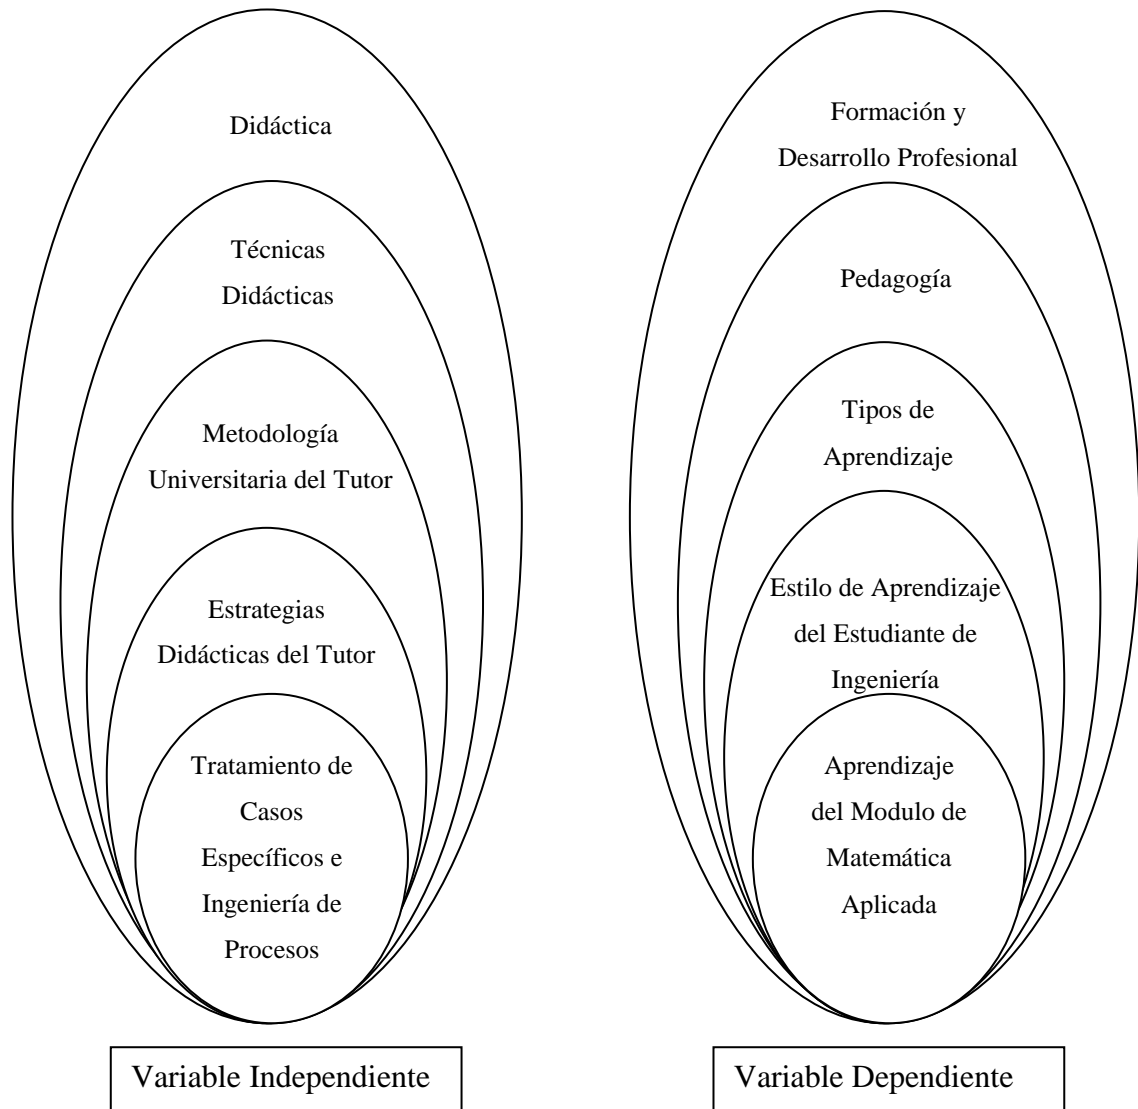 Didáctica
Técnicas
Didácticas
Metodología
Universitaria del Tutor
Estrategias
Didácticas del Tutor
Tratamiento de
Casos
Específicos e
Ingeniería de
Procesos
Variable Independiente
Formación y
Desarrollo Profesional
Pedagogía
Tipos de
Aprendizaje
Estilo de Aprendizaje
del Estudiante de
Ingeniería
Aprendizaje
del Modulo de
Matemática
Aplicada
Variable Dependiente